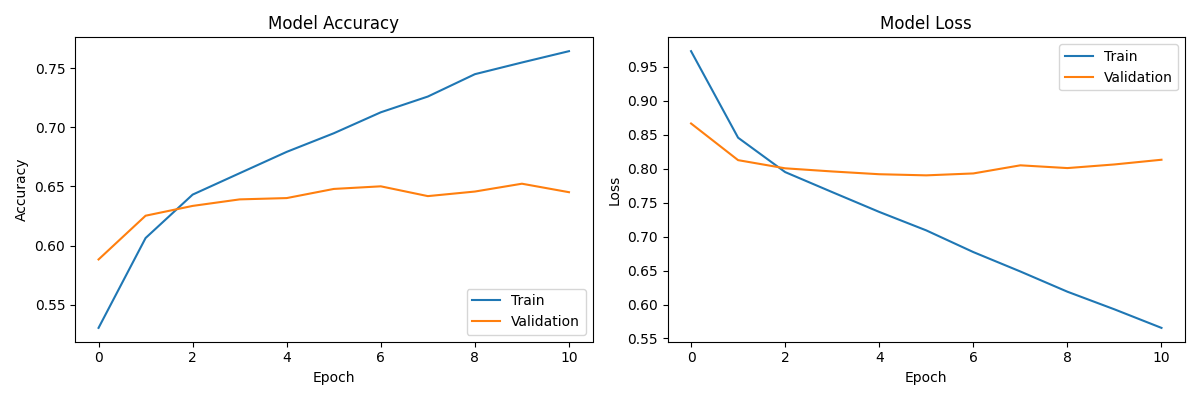 Model Accuracy
Accuracy
0.75
0.70
0.65
0.60
0.55
0 2 4 6 8 10
Epoch
Train
Validation
Model Loss
Loss
0.95
0.90
0.85
0.80
0.75
0.70
0.65
0.60
0.55
0 2 4 6 8 10
Epoch
Train
Validation